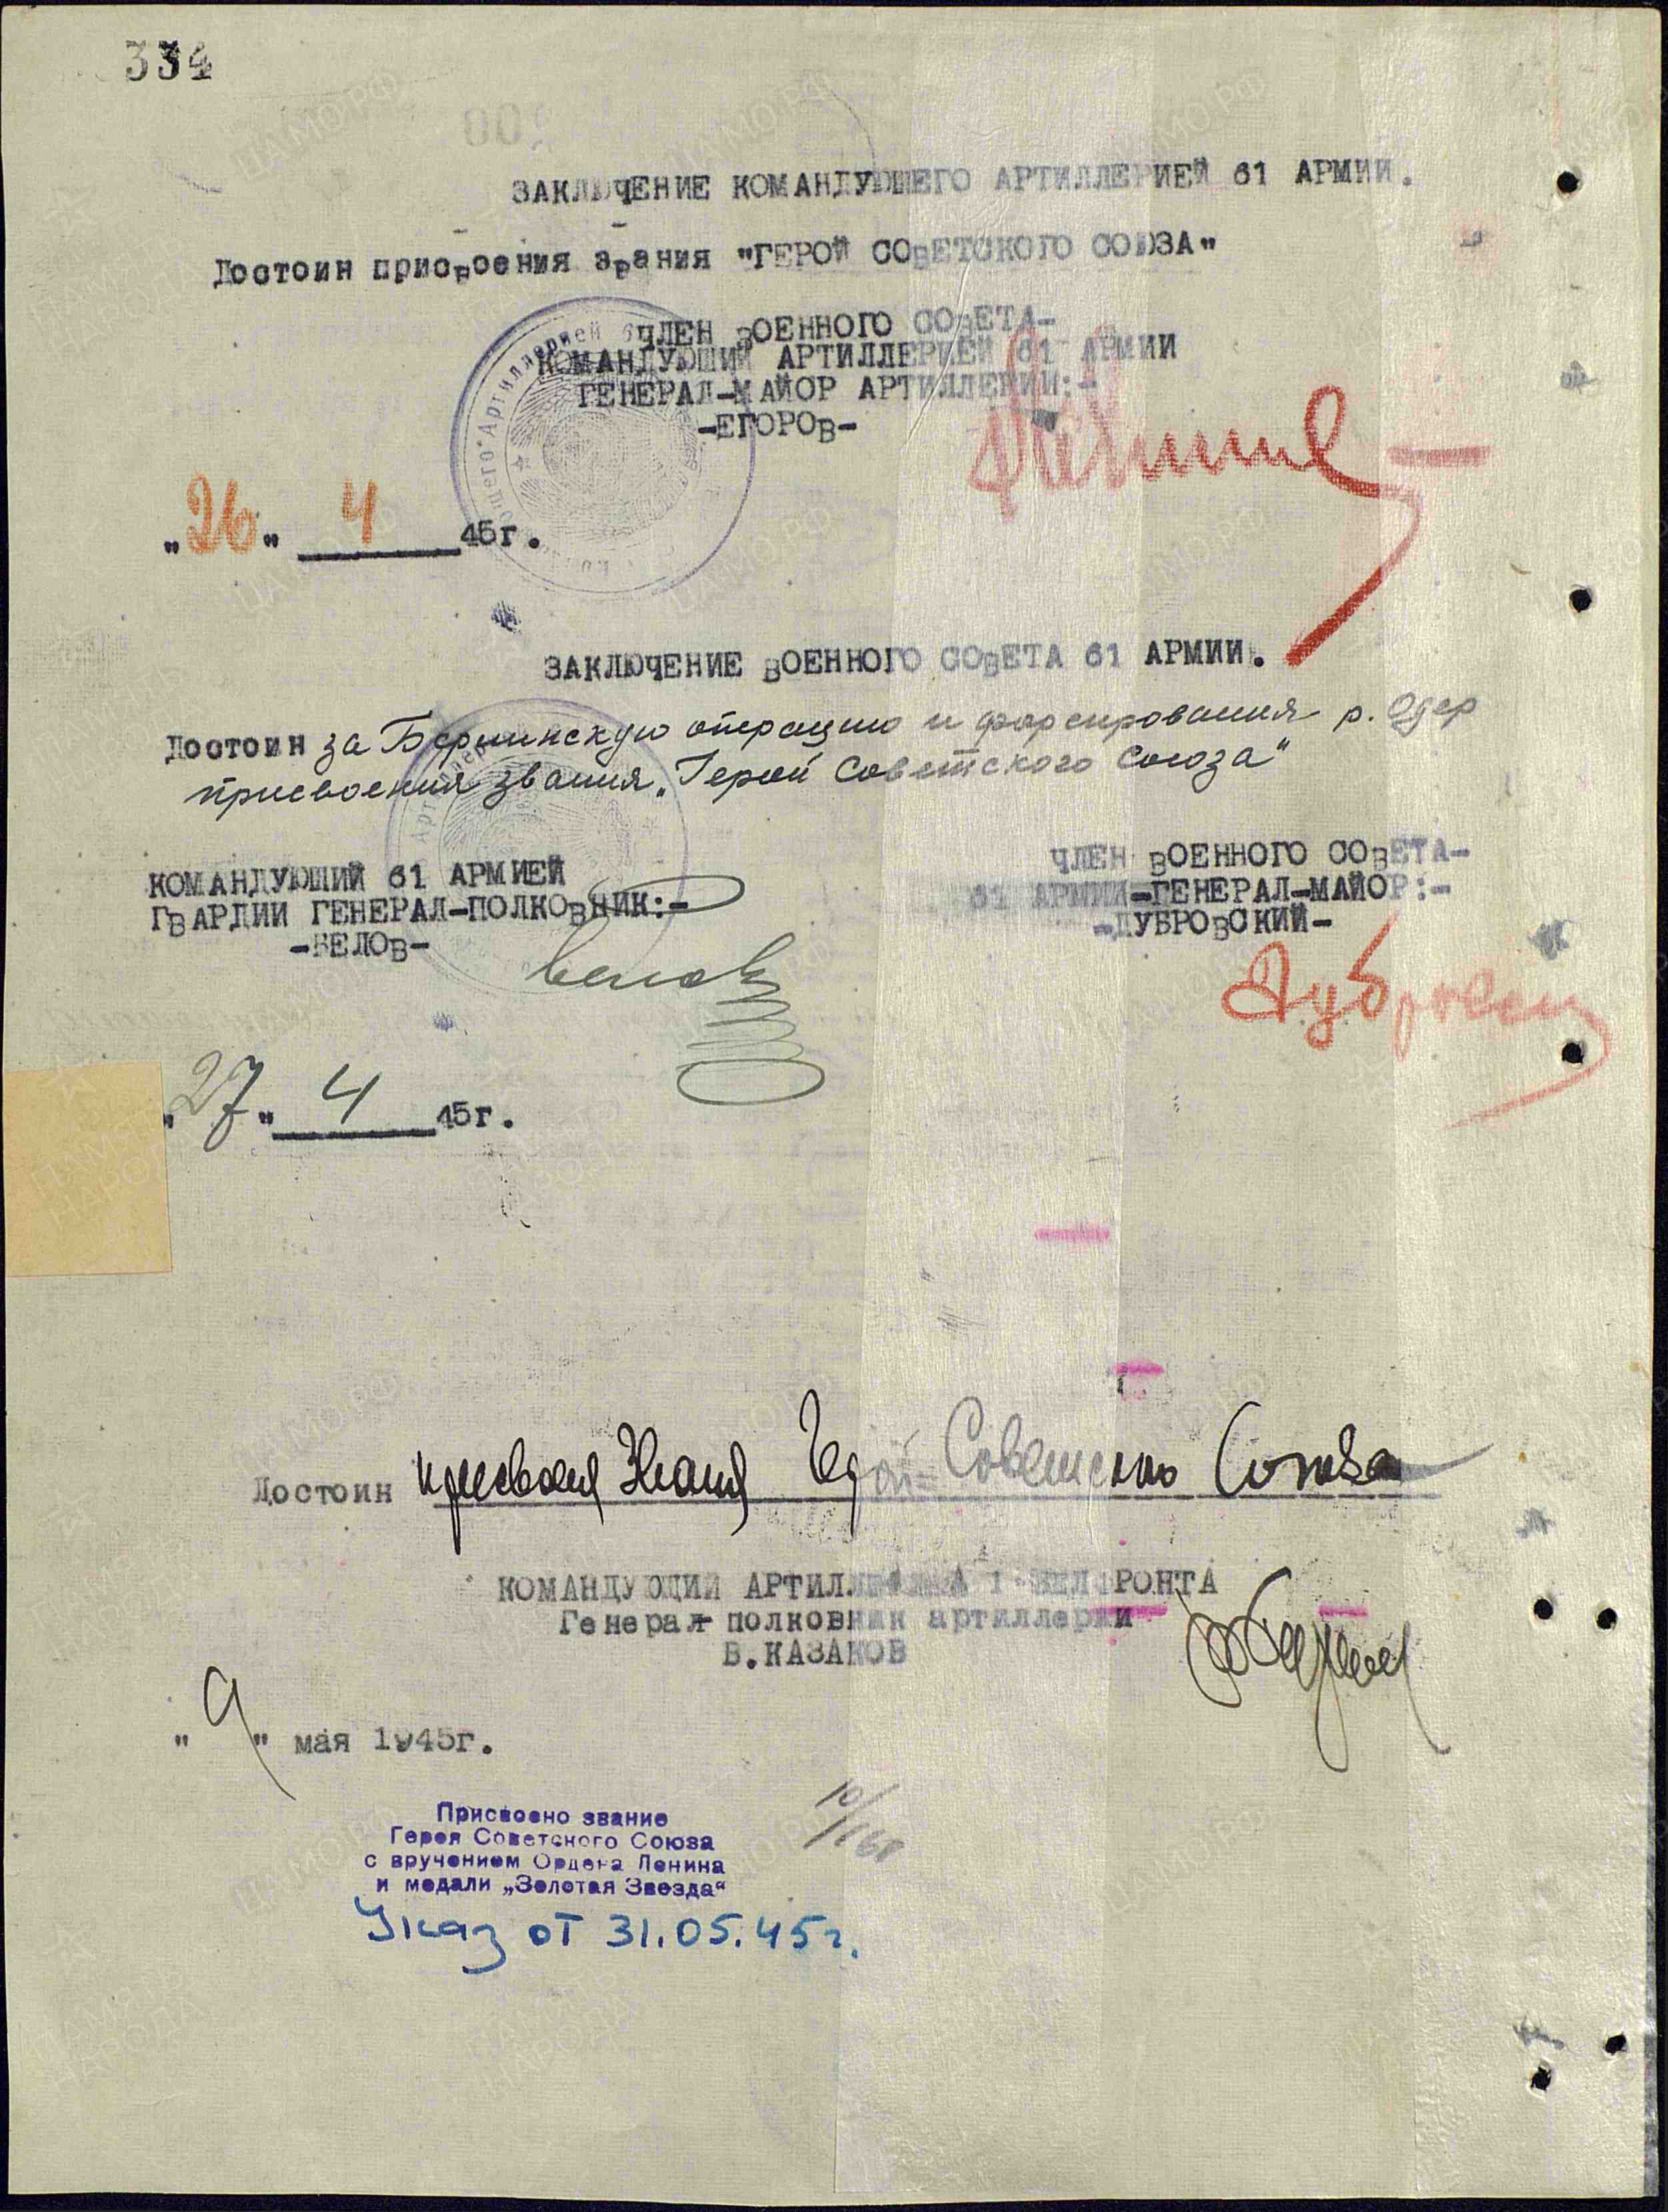 334
ЗАКЛЮЧЕНИЕ КОМАНДУЮЩЕГО АРТИЛЛЕРИЕЙ 61 АРМИИ.
Достоин присвоения звания "ГЕРОЙ СОВЕТСКОГО СОЮЗА"
ЧЛЕН ВОЕННОГО СОВЕТА-
КОМАНДУЮЩИЙ АРТИЛЛЕРИЕЙ 61 АРМИИ
ГЕНЕРАЛ-МАЙОР АРТИЛЛЕРИИ:-
-ЕГОРОВ-
"26" 4 45г.
ЗАКЛЮЧЕНИЕ ВОЕННОГО СОВЕТА 61 АРМИИ.
Достоин за Берлинскую операцию и форсирования р. Одер
присвоения звания „Герой Советского Союза"
КОМАНДУЮЩИЙ 61 АРМИЕЙ
ГВАРДИИ ГЕНЕРАЛ-ПОЛКОВНИК:-
-БЕЛОВ-
Белов
ЧЛЕН ВОЕННОГО СОВЕТА-
61 АРМИИ-ГЕНЕРАЛ-МАЙОР:-
-ДУБРОВСКИЙ-
"27" 4 45г.
Достоин присвоения звания Герой Советского Союза
КОМАНДУЮЩИЙ АРТИЛЛЕРИЕЙ 1 БЕЛФРОНТА
Генерал-полковник артиллерии
В.КАЗАКОВ
"9" мая 1945г.
Присвоено звание
Героя Советского Союза
с вручением Ордена Ленина
и медали „Золотая Звезда"
Указ от 31.05.45г.